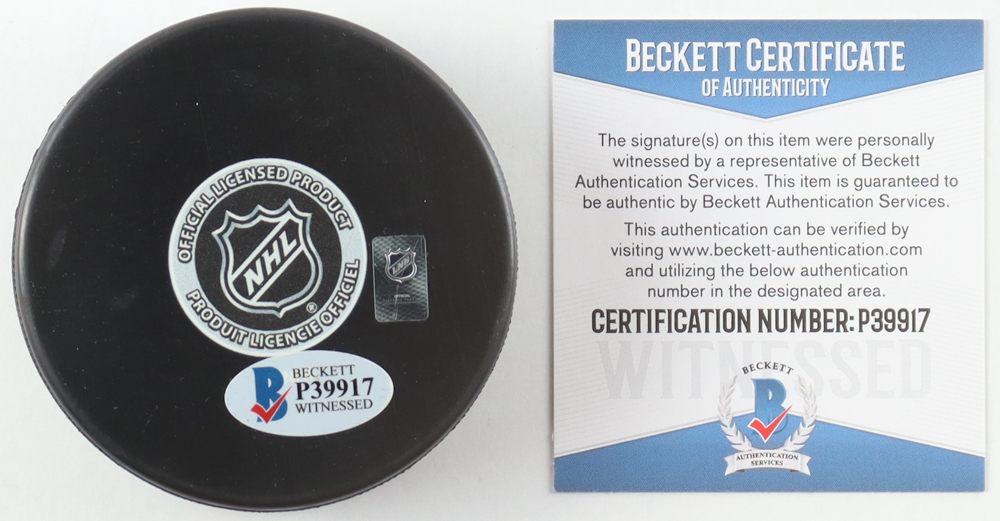 OFFICIAL LICENSED PRODUCT
NHL
®
PRODUIT LICENCIE OFFICIEL
NHL
BECKETT
B P39917
WITNESSED
BECKETT CERTIFICATE
OF AUTHENTICITY
The signature(s) on this item were personally
witnessed by a representative of Beckett
Authentication Services. This item is guaranteed to
be authentic by Beckett Authentication Services.
This authentication can be verified by
visiting www.beckett-authentication.com
and utilizing the below authentication
number in the designated area.
CERTIFICATION NUMBER: P39917
WITNESSED
BECKETT
B
AUTHENTICATION
SERVICES